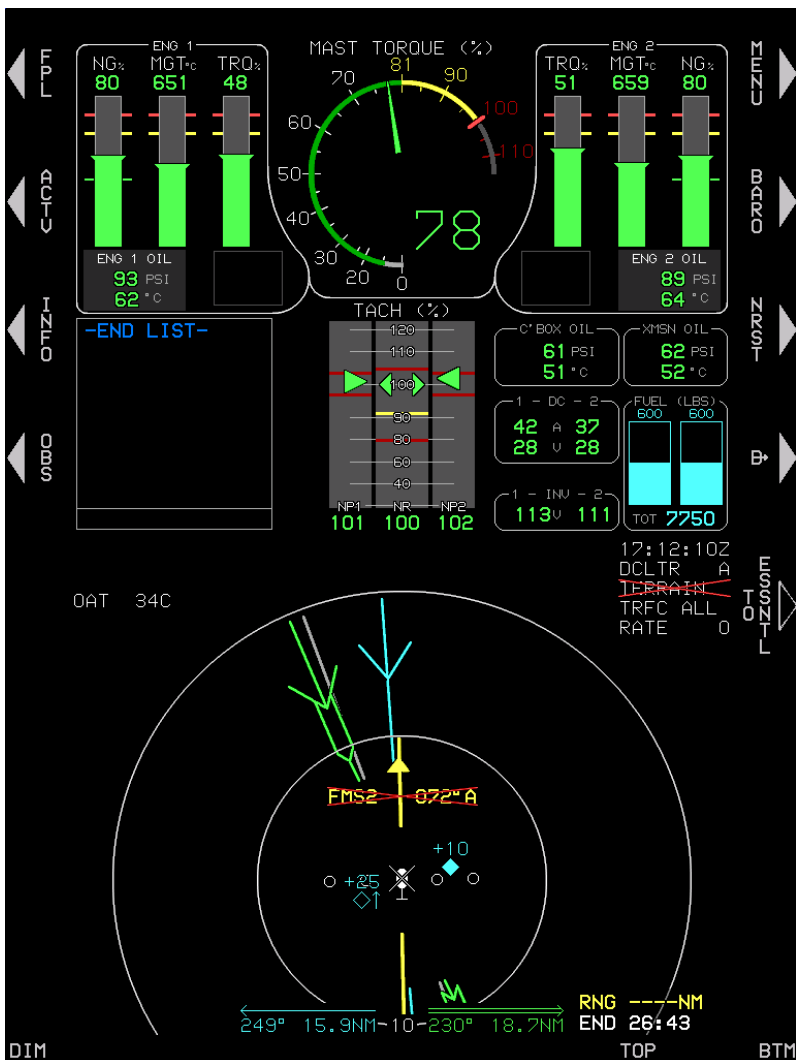 FPL
ACTV
INFO
OBS
MENU
BARO
NRST
B→
ESSNTL
TO
ENG 1
NG% MGT°C TRQ%
80 651 48
ENG 1 OIL
93 PSI
62 °C
MAST TORQUE (%)
0 20 30 40 50 60 70 81 90 100 110
78
ENG 2
TRQ% MGT°C NG%
51 659 80
ENG 2 OIL
89 PSI
64 °C
-END LIST-
TACH (%)
120
110
100
90
80
60
40
NP1 NR NP2
101 100 102
C'BOX OIL
61 PSI
51 °C
XMSN OIL
62 PSI
52 °C
1 - DC - 2
42 A 37
28 V 28
1 - INV - 2
113V 111
FUEL (LBS)
600 600
TOT 7750
17:12:10Z
DCLTR A
TERRAIN
TRFC ALL
RATE 0
OAT 34C
FMS2 072° A
+10
+25
249° 15.9NM -10- 230° 18.7NM
RNG ----NM
END 26:43
DIM TOP BTM